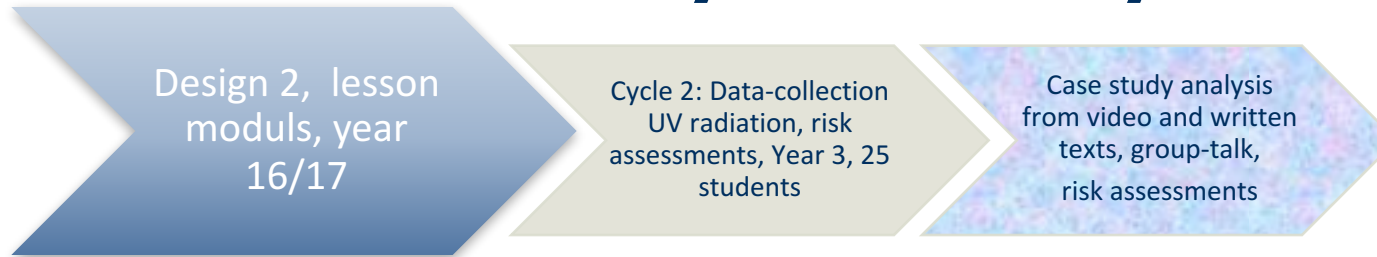 Design 2, lesson
moduls, year
16/17
Cycle 2: Data-collection
UV radiation, risk
assessments, Year 3, 25
students
Case study analysis
from video and written
texts, group-talk,
risk assessments